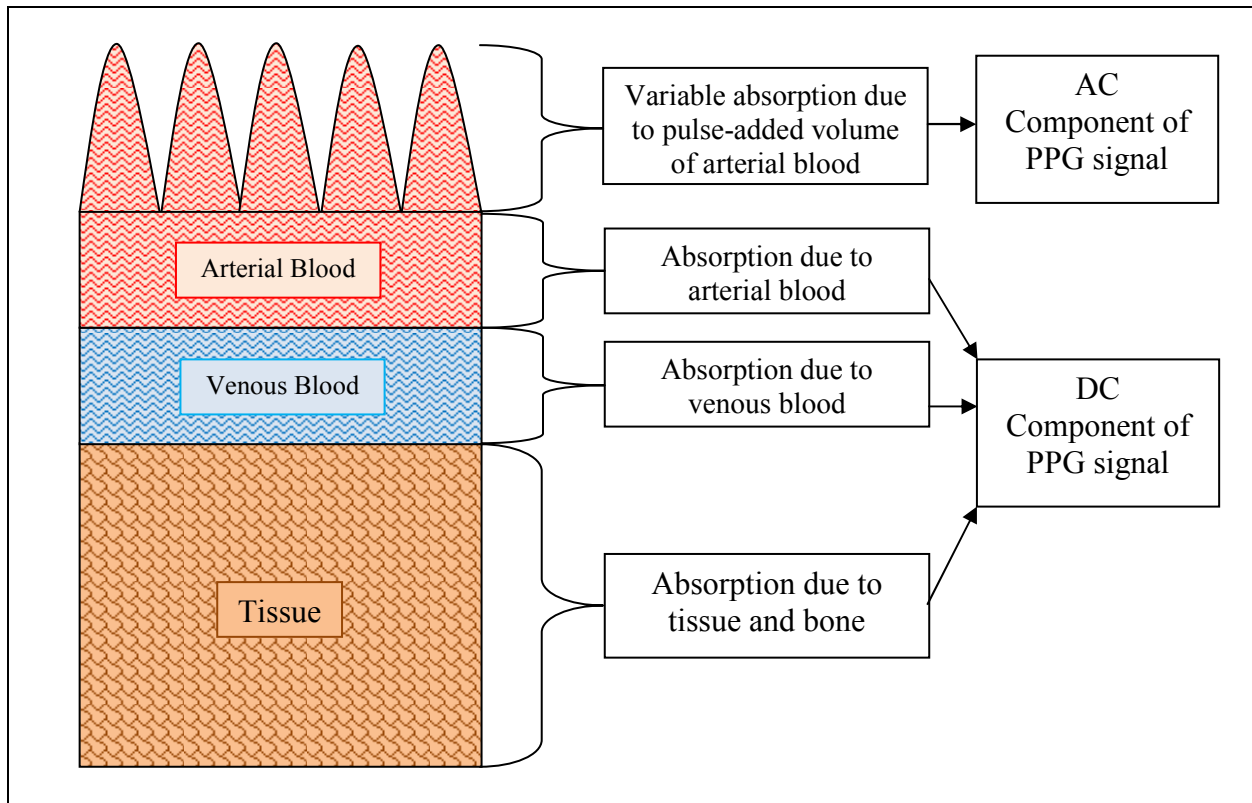 Variable absorption due
to pulse-added volume
of arterial blood
AC
Component of
PPG signal
Arterial Blood
Absorption due to
arterial blood
Venous Blood
Absorption due to
venous blood
DC
Component of
PPG signal
Tissue
Absorption due to
tissue and bone